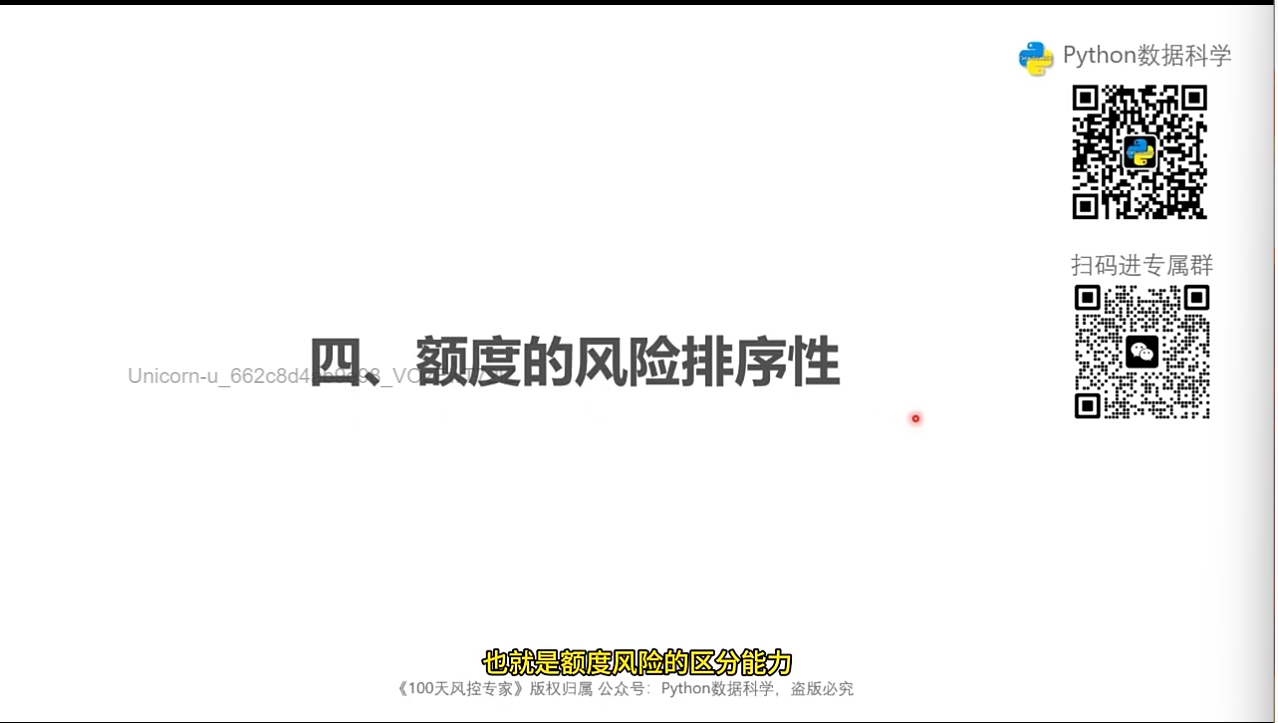 Python数据科学
扫码进专属群
四、额度的风险排序性
也就是额度风险的区分能力
《100天风控专家》版权归属 公众号：Python数据科学，盗版必究